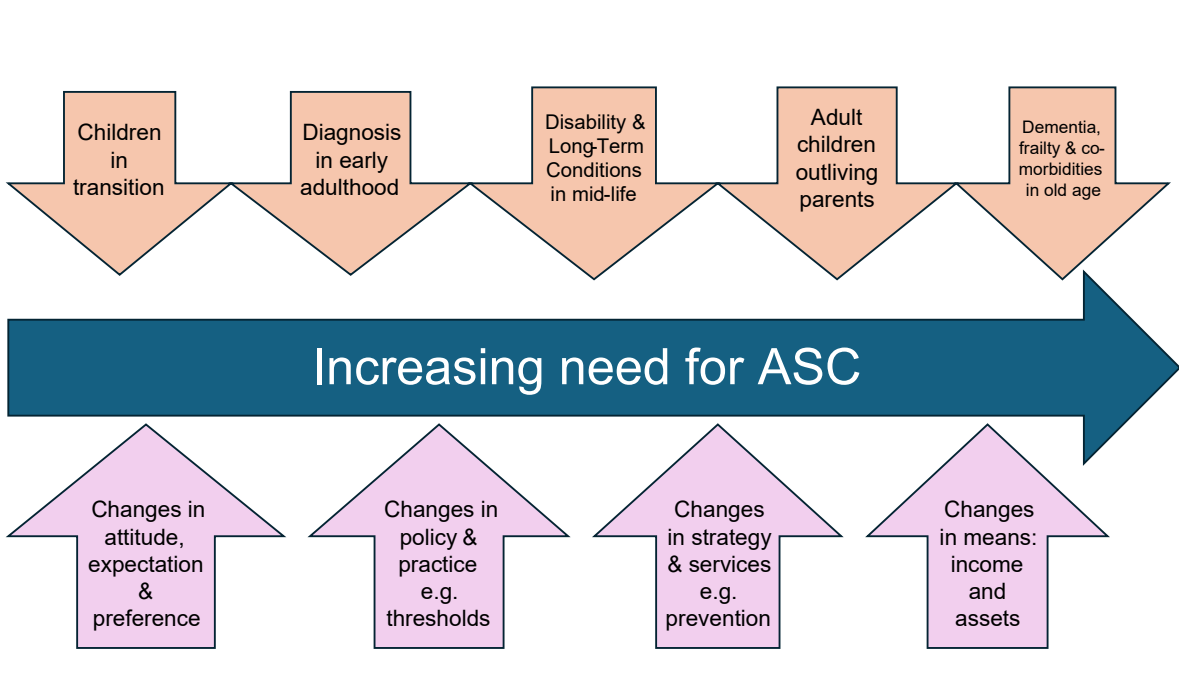 Children
in
transition
Diagnosis
in early
adulthood
Disability &
Long-Term
Conditions
in mid-life
Adult
children
outliving
parents
Dementia,
frailty & co-
morbidities
in old age
Increasing need for ASC
Changes in
attitude,
expectation
&
preference
Changes in
policy &
practice
e.g.
thresholds
Changes
in strategy
& services
e.g.
prevention
Changes
in means:
income
and
assets